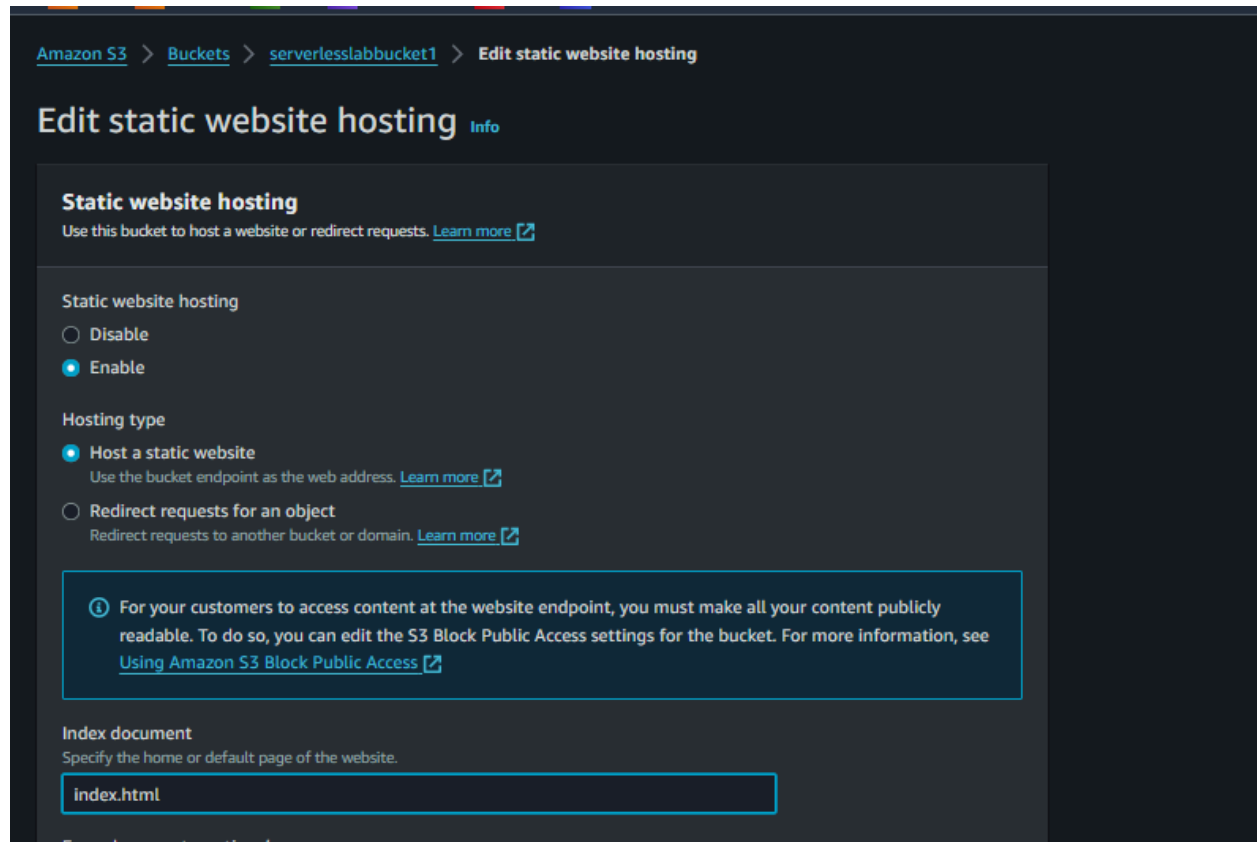 Amazon S3 > Buckets > serverlesslabbucket1 > Edit static website hosting
Edit static website hosting Info
Static website hosting
Use this bucket to host a website or redirect requests. Learn more
Static website hosting
Disable
Enable
Hosting type
Host a static website
Use the bucket endpoint as the web address. Learn more
Redirect requests for an object
Redirect requests to another bucket or domain. Learn more
For your customers to access content at the website endpoint, you must make all your content publicly
readable. To do so, you can edit the S3 Block Public Access settings for the bucket. For more information, see
Using Amazon S3 Block Public Access
Index document
Specify the home or default page of the website.
index.html